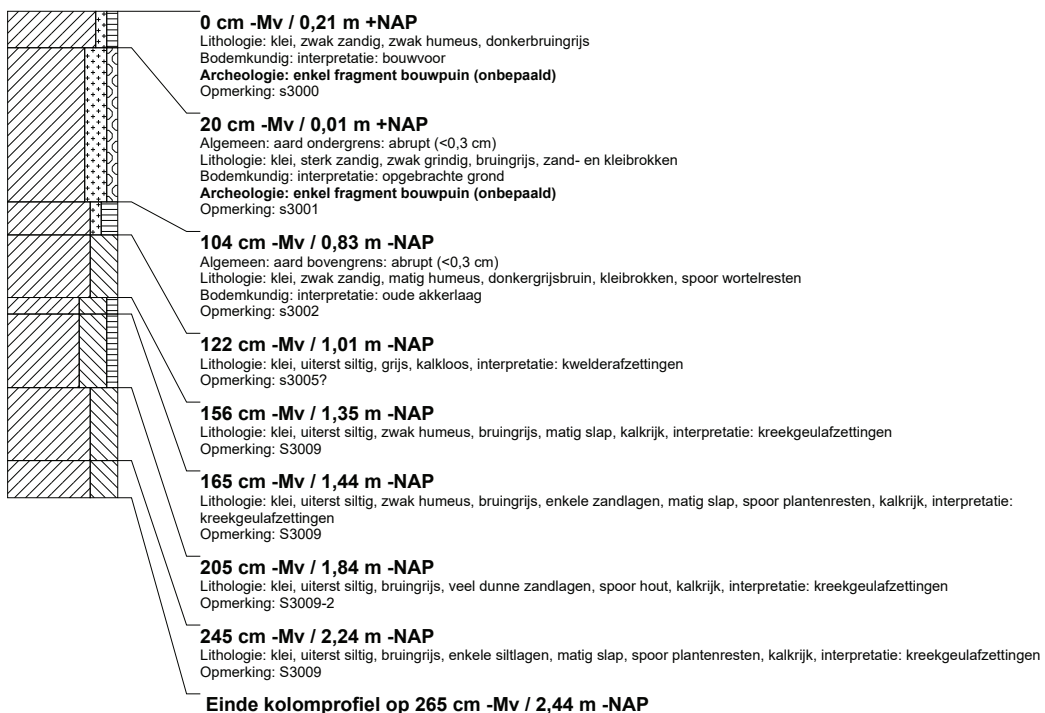 0 cm -Mv / 0,21 m +NAP
Lithologie: klei, zwak zandig, zwak humeus, donkerbruingrijs
Bodemkundig: interpretatie: bouwvoor
Archeologie: enkel fragment bouwpuin (onbepaald)
Opmerking: s3000
20 cm -Mv / 0,01 m +NAP
Algemeen: aard ondergrens: abrupt (<0,3 cm)
Lithologie: klei, sterk zandig, zwak grindig, bruingrijs, zand- en kleibrokken
Bodemkundig: interpretatie: opgebrachte grond
Archeologie: enkel fragment bouwpuin (onbepaald)
Opmerking: s3001
104 cm -Mv / 0,83 m -NAP
Algemeen: aard bovengrens: abrupt (<0,3 cm)
Lithologie: klei, zwak zandig, matig humeus, donkergrijsbruin, kleibrokken, spoor wortelresten
Bodemkundig: interpretatie: oude akkerlaag
Opmerking: s3002
122 cm -Mv / 1,01 m -NAP
Lithologie: klei, uiterst siltig, grijs, kalkloos, interpretatie: kwelderafzettingen
Opmerking: s3005?
156 cm -Mv / 1,35 m -NAP
Lithologie: klei, uiterst siltig, zwak humeus, bruingrijs, matig slap, kalkrijk, interpretatie: kreekgeulafzettingen
Opmerking: S3009
165 cm -Mv / 1,44 m -NAP
Lithologie: klei, uiterst siltig, zwak humeus, bruingrijs, enkele zandlagen, matig slap, spoor plantenresten, kalkrijk, interpretatie:
kreekgeulafzettingen
Opmerking: S3009
205 cm -Mv / 1,84 m -NAP
Lithologie: klei, uiterst siltig, bruingrijs, veel dunne zandlagen, spoor hout, kalkrijk, interpretatie: kreekgeulafzettingen
Opmerking: S3009-2
245 cm -Mv / 2,24 m -NAP
Lithologie: klei, uiterst siltig, bruingrijs, enkele siltlagen, matig slap, spoor plantenresten, kalkrijk, interpretatie: kreekgeulafzettingen
Opmerking: S3009
Einde kolomprofiel op 265 cm -Mv / 2,44 m -NAP